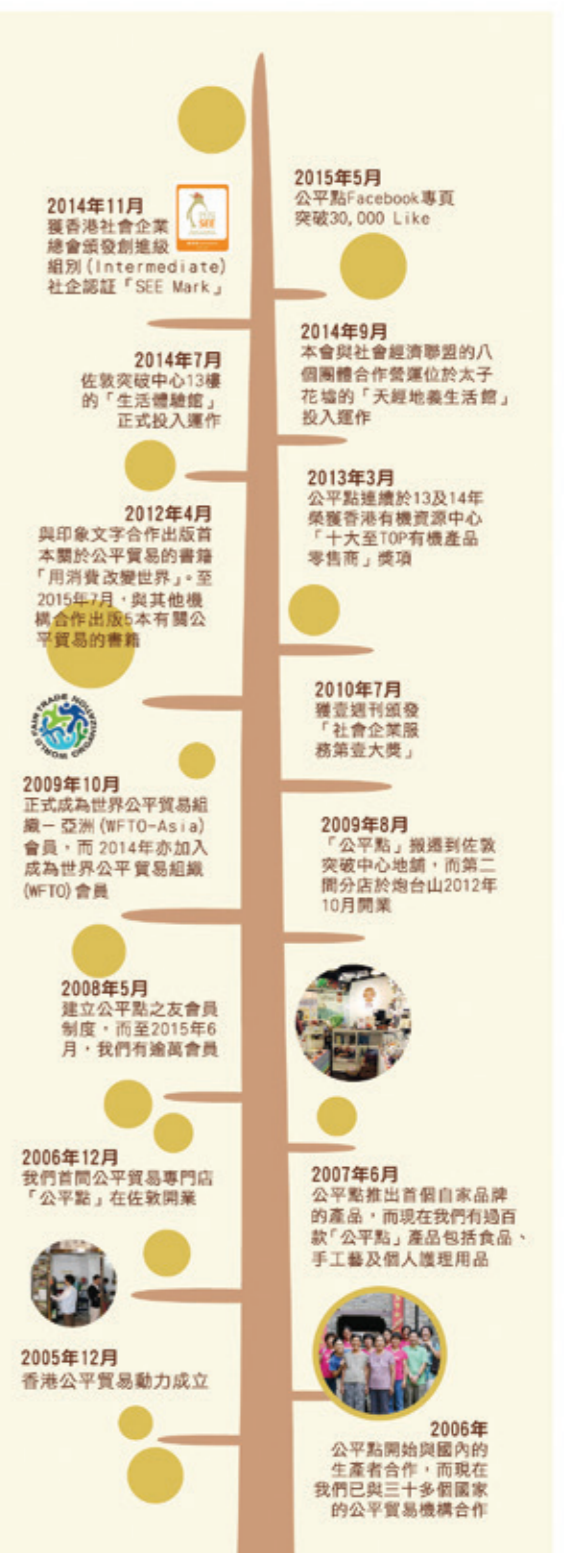 2015年5月
公平點Facebook專頁
突破30,000 Like
2014年11月
獲香港社會企業
總會頒發創進級
組別(Intermediate)
社企認証「SEE Mark」
SEE
2014年9月
本會與社會經濟聯盟的八
個團體合作營運位於太子
花墟的「天經地義生活館」
投入運作
2014年7月
佐敦突破中心13樓
的「生活體驗館」
正式投入運作
2013年3月
公平點連續於13及14年
榮獲香港有機資源中心
「十大至TOP有機產品
零售商」獎項
2012年4月
與印象文字合作出版首
本關於公平貿易的書籍
「用消費改變世界」。至
2015年7月，與其他機
構合作出版5本有關公
平貿易的書籍
2010年7月
獲壹週刊頒發
「社會企業服
務第壹大獎」
WORLD FAIR TRADE ORGANIZATION
2009年10月
正式成為世界公平貿易組
織－亞洲(WFTO-Asia)
會員，而 2014年亦加入
成為世界公平貿易組織
(WFTO)會員
2009年8月
「公平點」搬遷到佐敦
突破中心地舖，而第二
間分店於炮台山2012年
10月開業
2008年5月
建立公平點之友會員
制度，而至2015年6
月，我們有逾萬會員
2007年6月
公平點推出首個自家品牌
的產品，而現在我們有過百
款「公平點」產品包括食品、
手工藝及個人護理用品
2006年12月
我們首間公平貿易專門店
「公平點」在佐敦開業
2006年
公平點開始與國內的
生產者合作，而現在
我們已與三十多個國家
的公平貿易機構合作
2005年12月
香港公平貿易動力成立